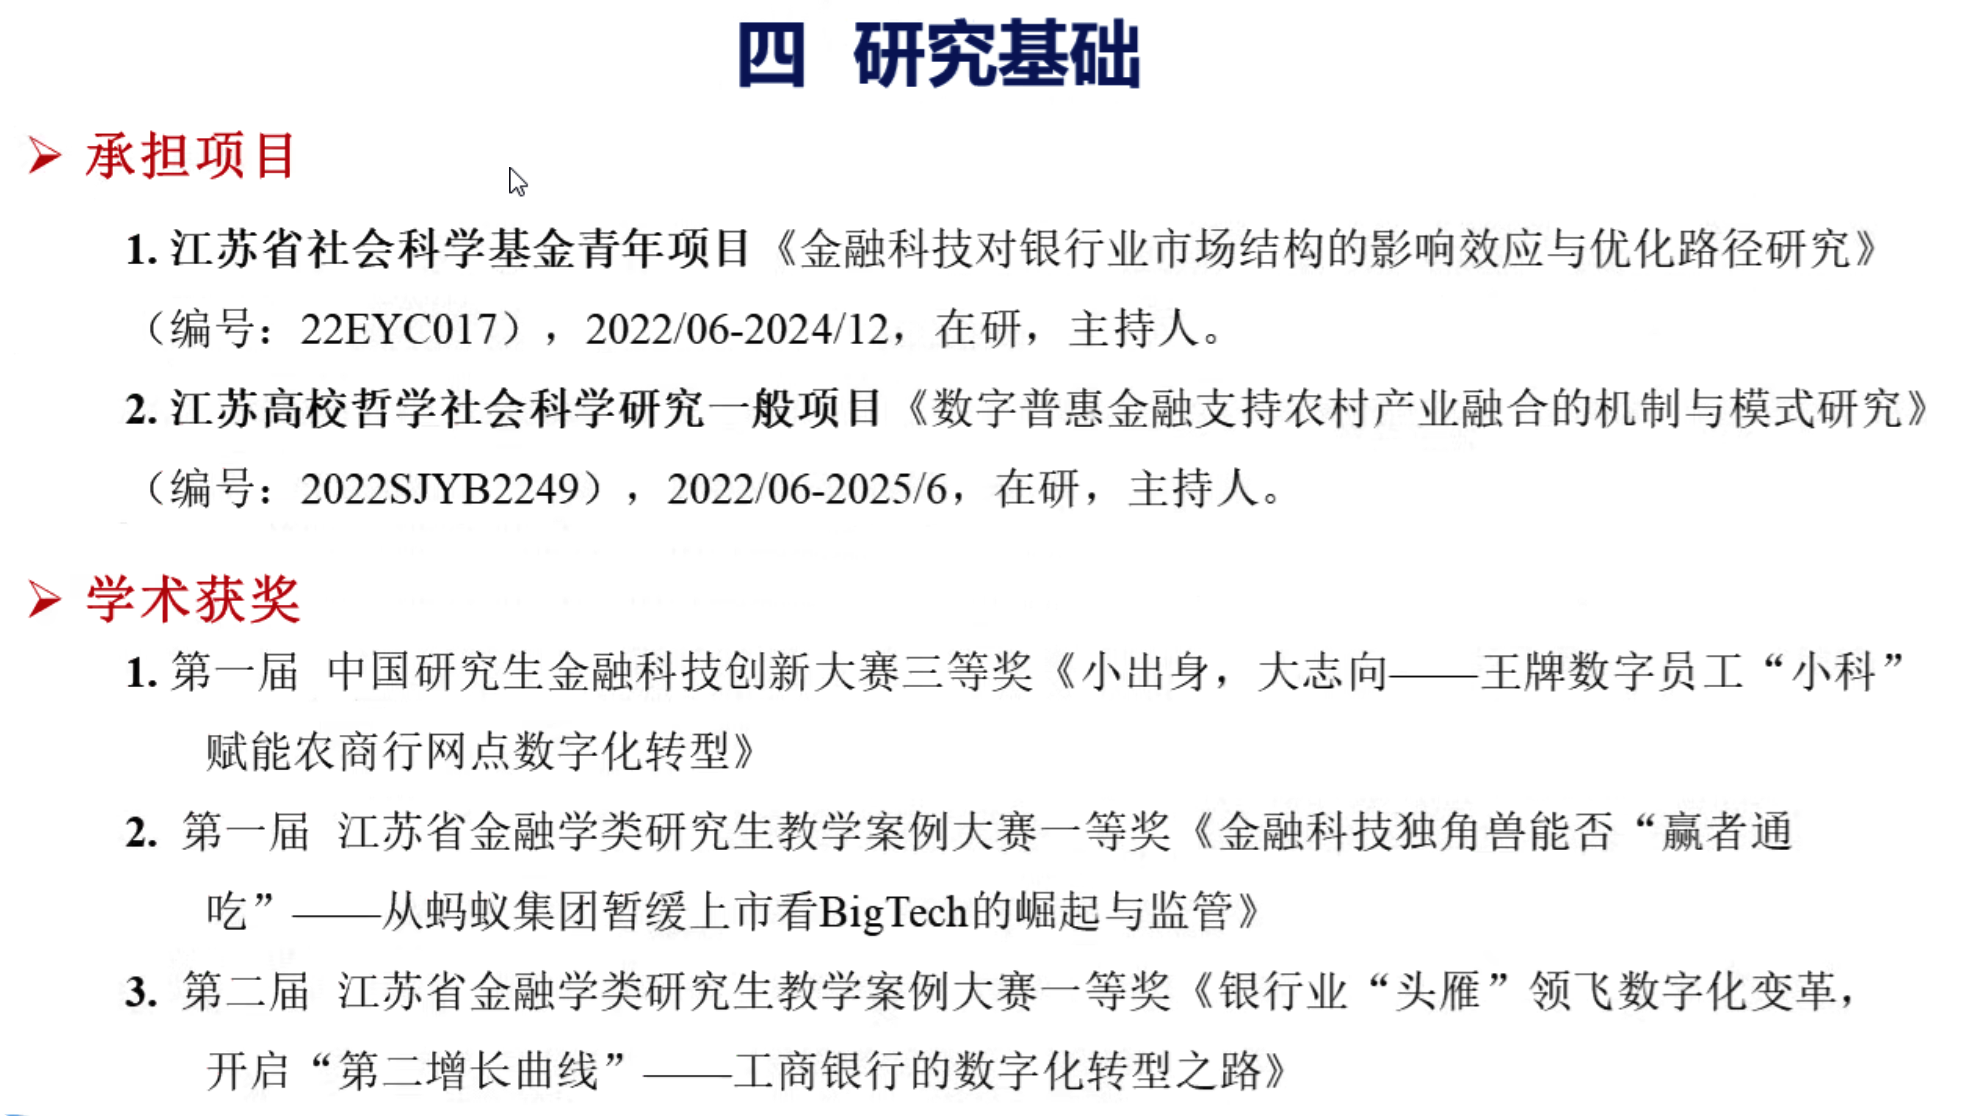 四 研究基础
➢ 承担项目
1. 江苏省社会科学基金青年项目《金融科技对银行业市场结构的影响效应与优化路径研究》
（编号：22EYC017），2022/06-2024/12，在研，主持人。
2. 江苏高校哲学社会科学研究一般项目《数字普惠金融支持农村产业融合的机制与模式研究》
（编号：2022SJYB2249），2022/06-2025/6，在研，主持人。
➢ 学术获奖
1. 第一届 中国研究生金融科技创新大赛三等奖《小出身，大志向——王牌数字员工“小科”
赋能农商行网点数字化转型》
2. 第一届 江苏省金融学类研究生教学案例大赛一等奖《金融科技独角兽能否“赢者通
吃”——从蚂蚁集团暂缓上市看BigTech的崛起与监管》
3. 第二届 江苏省金融学类研究生教学案例大赛一等奖《银行业“头雁”领飞数字化变革，
开启“第二增长曲线”——工商银行的数字化转型之路》